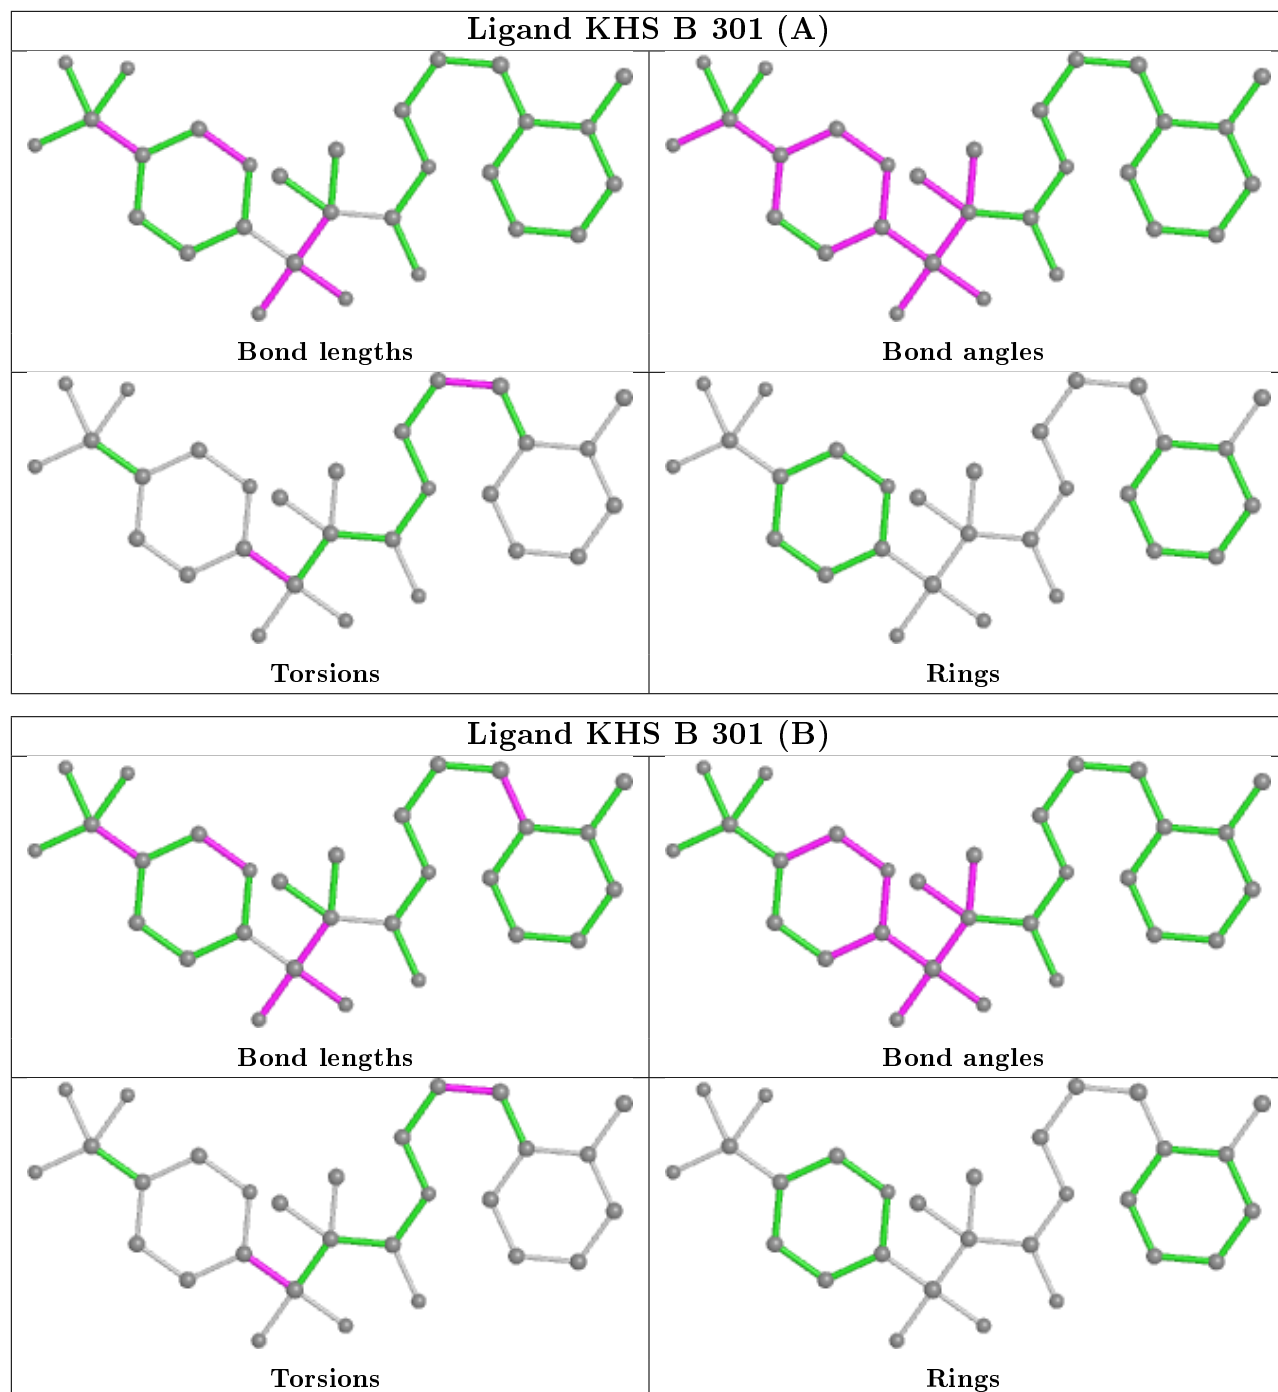 Ligand KHS B 301 (A)
Bond lengths
Bond angles
Torsions
Rings
Ligand KHS B 301 (B)
Bond lengths
Bond angles
Torsions
Rings